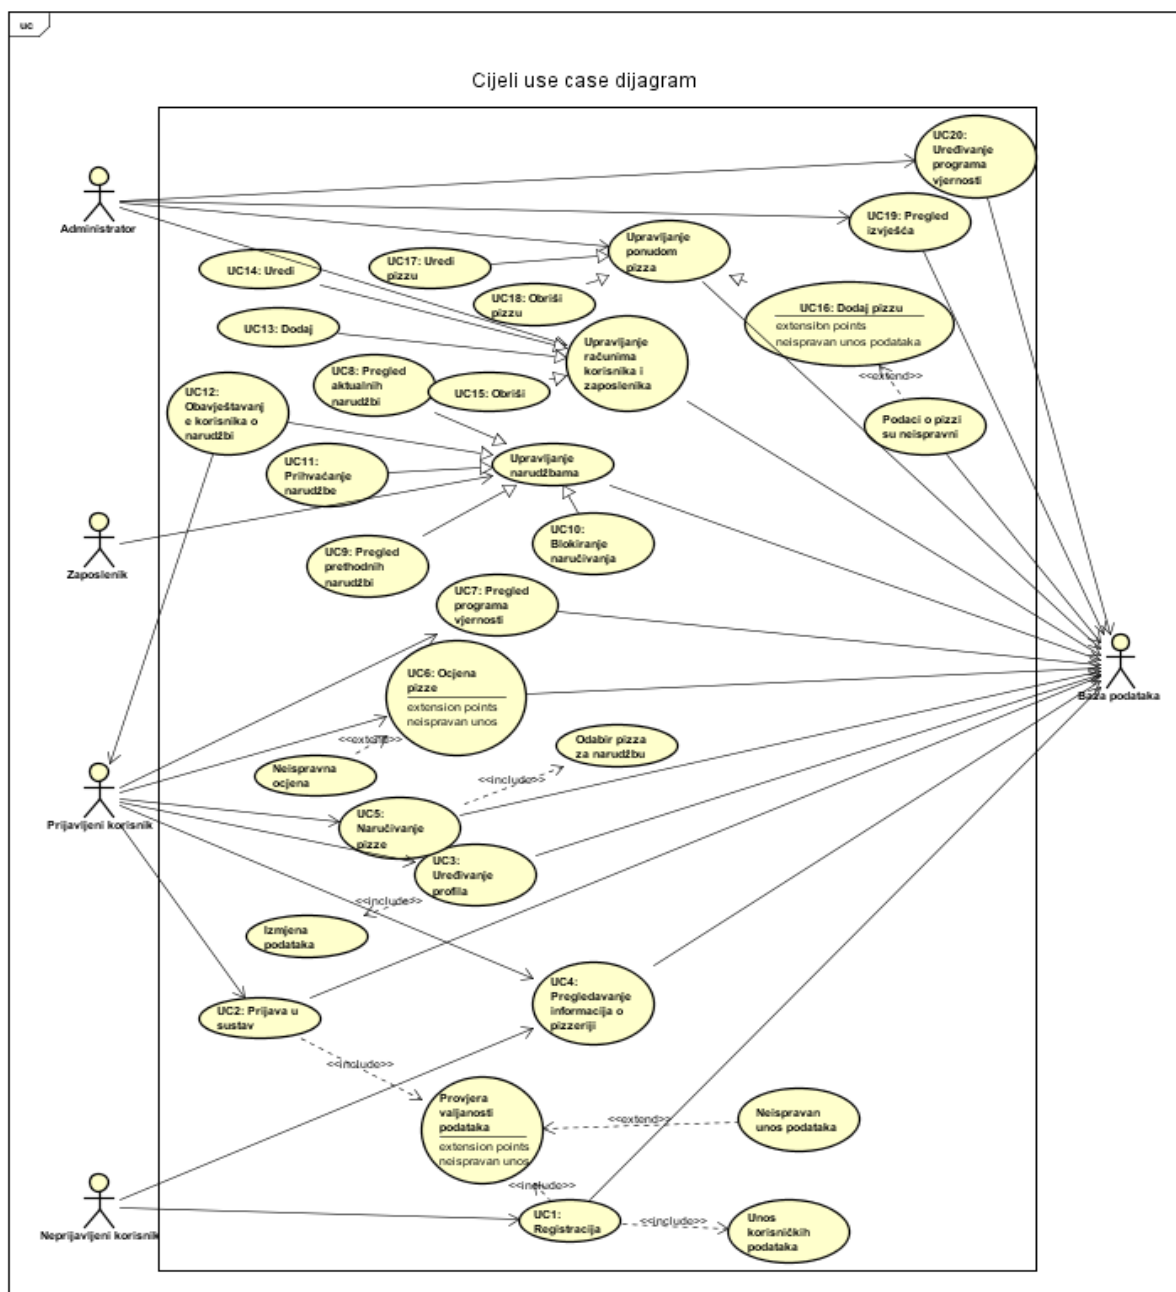 uc
Cijeli use case dijagram
UC20:
Uređivanje
programa
vjernosti
Administrator
UC19: Pregled
izvješća
Upravljanje
ponudom
pizza
UC17: Uredi
pizzu
UC14: Uredi
UC18: Obriši
pizzu
UC16: Dodaj pizzu
extension points
neispravan unos podataka
UC13: Dodaj
Upravljanje
računima
korisnika i
zaposlenika
UC8: Pregled
aktualnih
narudžbi
UC15: Obriši
<<extend>>
UC12:
Obavještavanj
e korisnika o
narudžbi
Podaci o pizzi
su neispravni
Upravljanje
narudžbama
UC11:
Prihvaćanje
narudžbe
UC10:
Blokiranje
naručivanja
Zaposlenik
UC9: Pregled
prethodnih
narudžbi
UC7: Pregled
programa
vjernosti
UC6: Ocjena
pizze
extension points
neispravan unos
Baza podataka
<<extend>>
Odabir pizza
za narudžbu
Neispravna
ocjena
<<include>>
Prijavljeni korisnik
UC5:
Naručivanje
pizze
UC3:
Uređivanje
profila
<<include>>
Izmjena
podataka
UC4:
Pregledavanje
informacija o
pizzeriji
UC2: Prijava u
sustav
<<include>>
Provjera
valjanosti
podataka
extension points
neispravan unos
<<extend>>
Neispravan
unos podataka
<<include>>
Neprijavljeni korisnik
UC1:
Registracija
<<include>>
Unos
korisničkih
podataka